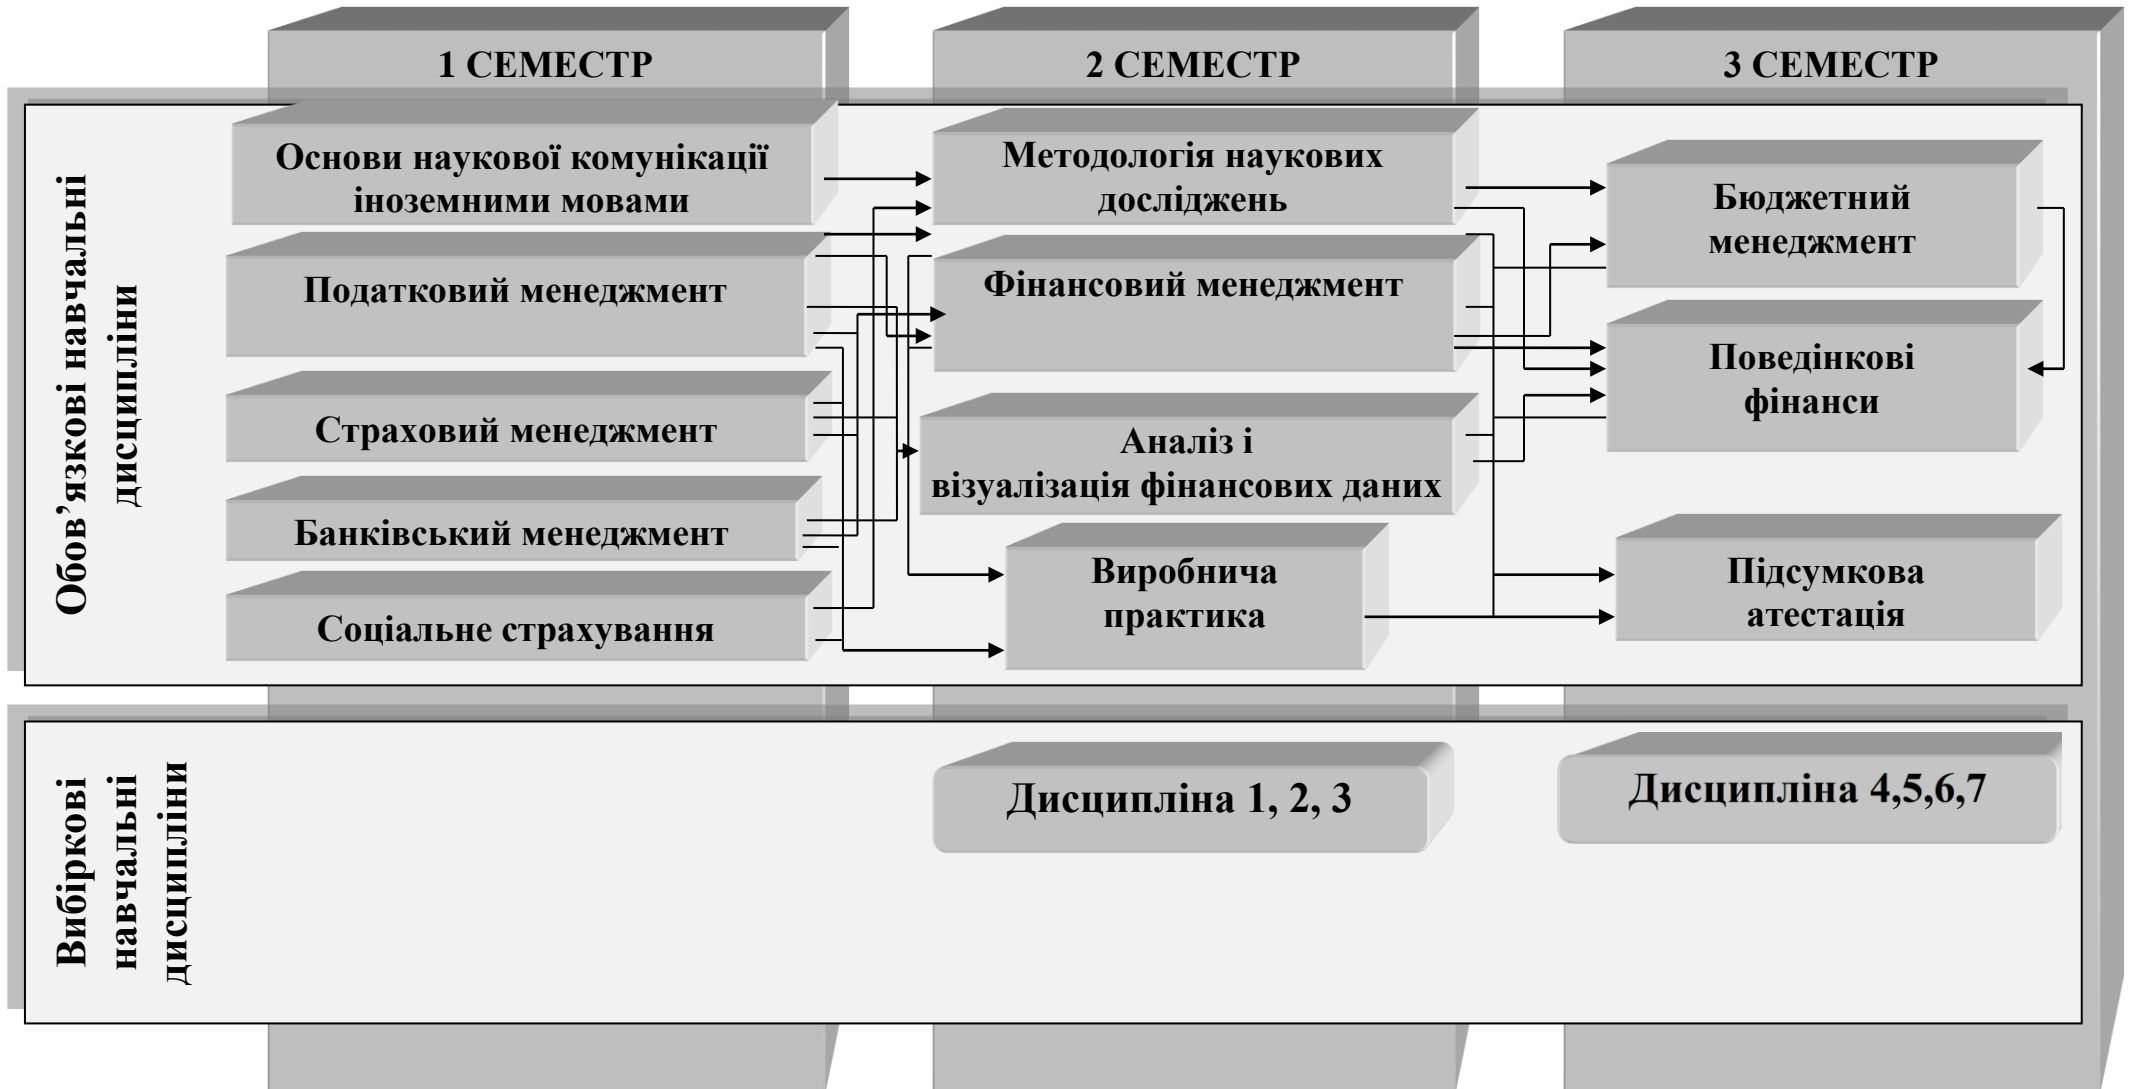 1 СЕМЕСТР
2 СЕМЕСТР
3 СЕМЕСТР
Обов’язкові навчальні
дисципліни
Основи наукової комунікації
іноземними мовами
Податковий менеджмент
Страховий менеджмент
Банківський менеджмент
Соціальне страхування
Методологія наукових
досліджень
Фінансовий менеджмент
Аналіз і
візуалізація фінансових даних
Виробнича
практика
Бюджетний
менеджмент
Поведінкові
фінанси
Підсумкова
атестація
Вибіркові
навчальні
дисципліни
Дисципліна 1, 2, 3
Дисципліна 4,5,6,7